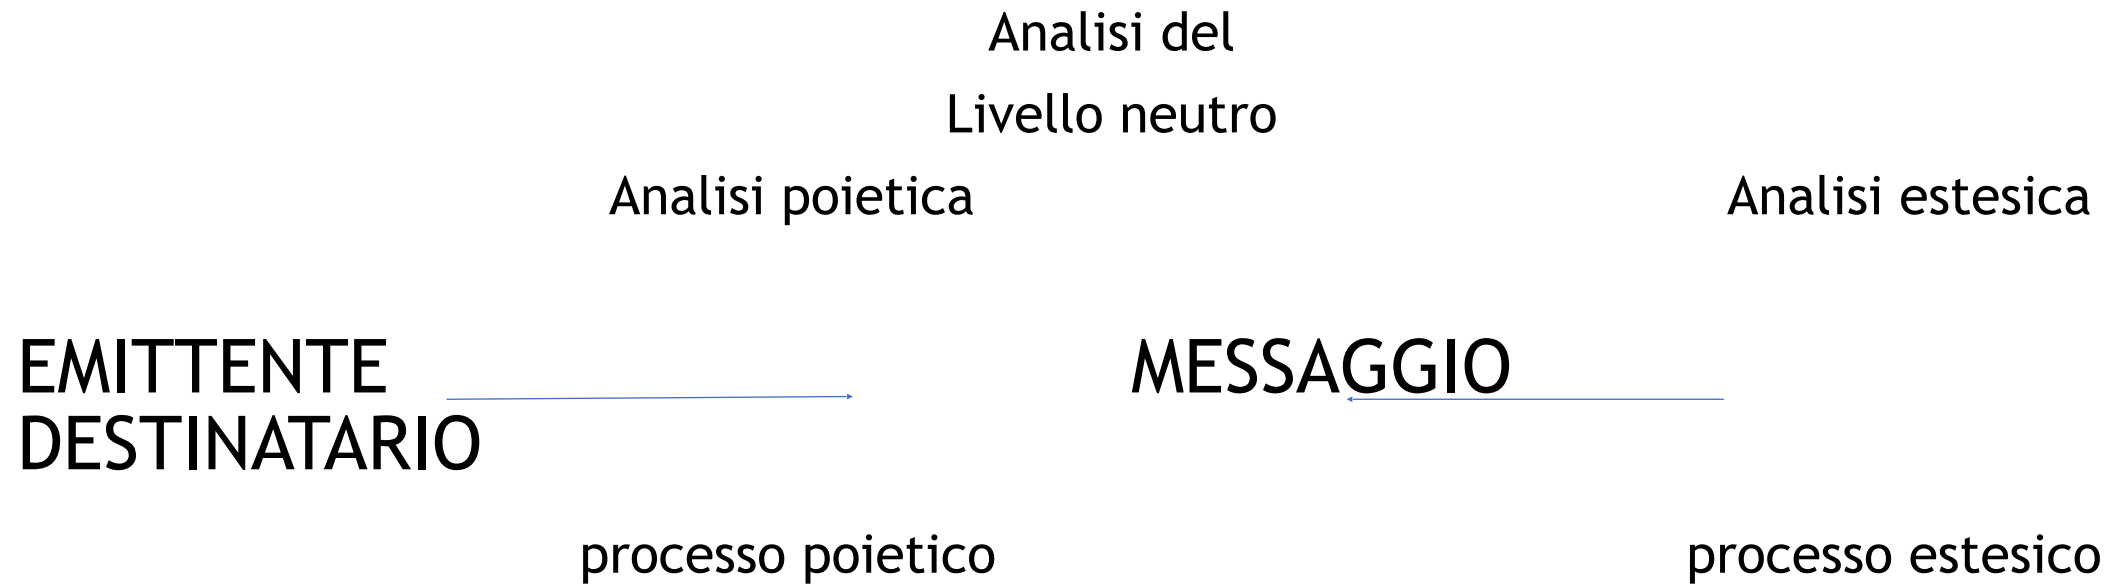 Analisi del
Livello neutro
Analisi poietica Analisi estesica
EMITTENTE MESSAGGIO
DESTINATARIO
processo poietico processo estesico